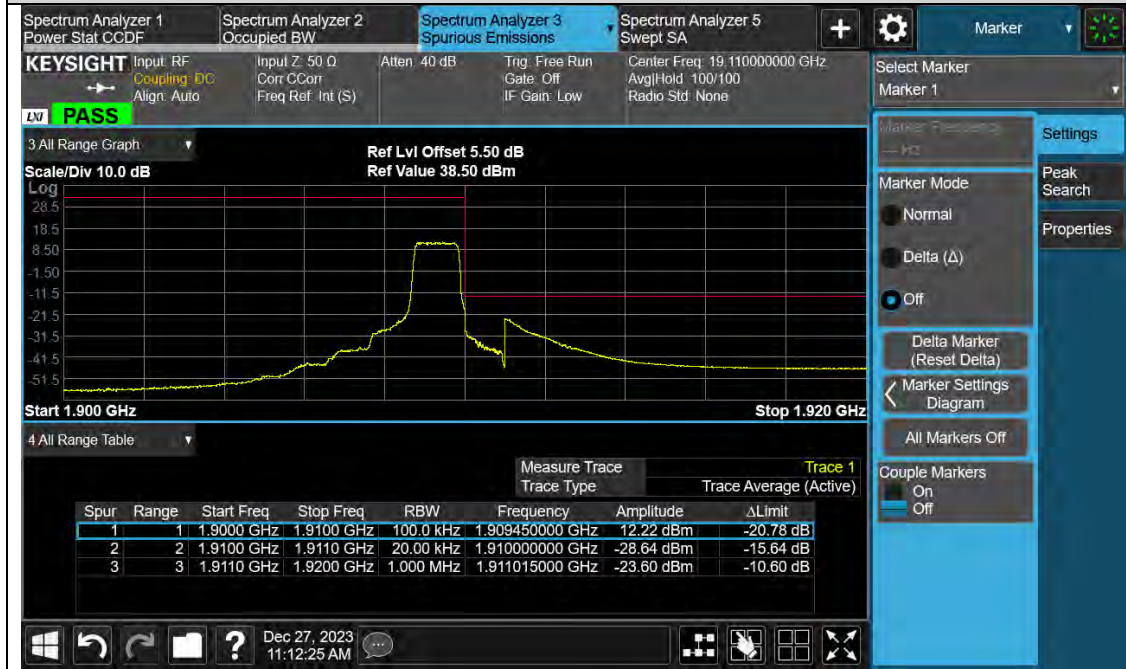 Spectrum Analyzer 1
Power Stat CCDF
Spectrum Analyzer 2
Occupied BW
Spectrum Analyzer 3
Spurious Emissions
Spectrum Analyzer 5
Swept SA
+
Marker
KEYSIGHT
Input: RF
Coupling: DC
Align: Auto
Input Z: 50 Ω
Corr CCorr
Freq Ref: Int (S)
Atten: 40 dB
Trig: Free Run
Gate: Off
IF Gain: Low
Center Freq: 19.110000000 GHz
Avg|Hold: 100/100
Radio Std: None
LXI
PASS
Select Marker
Marker 1
Marker Frequency
--- Hz
Settings
Peak
Search
Properties
Marker Mode
Normal
Delta (Δ)
Off
Delta Marker
(Reset Delta)
Marker Settings
Diagram
All Markers Off
Couple Markers
On
Off
3 All Range Graph
Scale/Div 10.0 dB
Ref Lvl Offset 5.50 dB
Ref Value 38.50 dBm
Log
28.5
18.5
8.50
-1.50
-11.5
-21.5
-31.5
-41.5
-51.5
Start 1.900 GHz
Stop 1.920 GHz
4 All Range Table
Measure Trace Trace 1
Trace Type Trace Average (Active)
Spur Range Start Freq Stop Freq RBW Frequency Amplitude ΔLimit
1 1 1.9000 GHz 1.9100 GHz 100.0 kHz 1.909450000 GHz 12.22 dBm -20.78 dB
2 2 1.9100 GHz 1.9110 GHz 20.00 kHz 1.910000000 GHz -28.64 dBm -15.64 dB
3 3 1.9110 GHz 1.9200 GHz 1.000 MHz 1.911015000 GHz -23.60 dBm -10.60 dB
?
Dec 27, 2023
11:12:25 AM